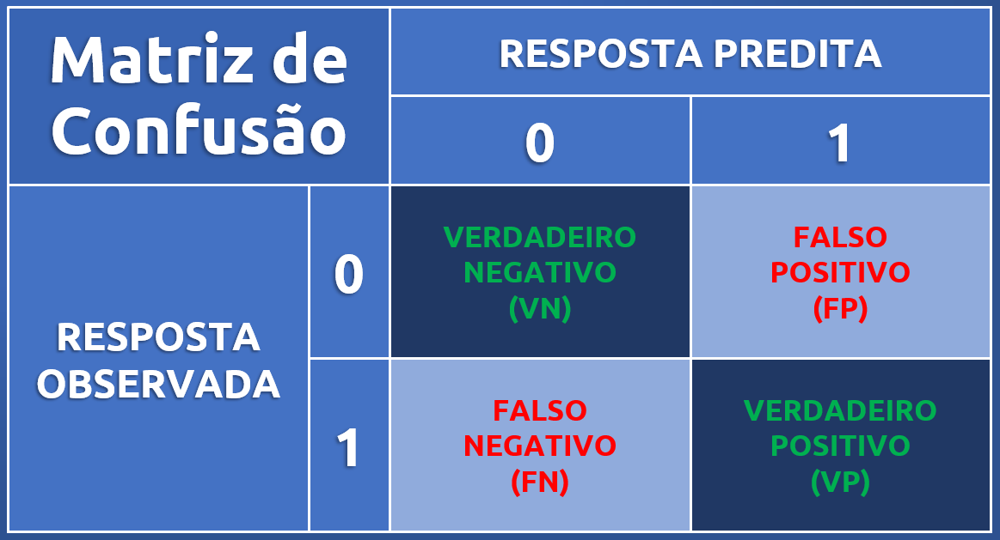 Matriz de
Confusão
RESPOSTA PREDITA
0
1
RESPOSTA
OBSERVADA
0
VERDADEIRO
NEGATIVO
(VN)
FALSO
POSITIVO
(FP)
1
FALSO
NEGATIVO
(FN)
VERDADEIRO
POSITIVO
(VP)